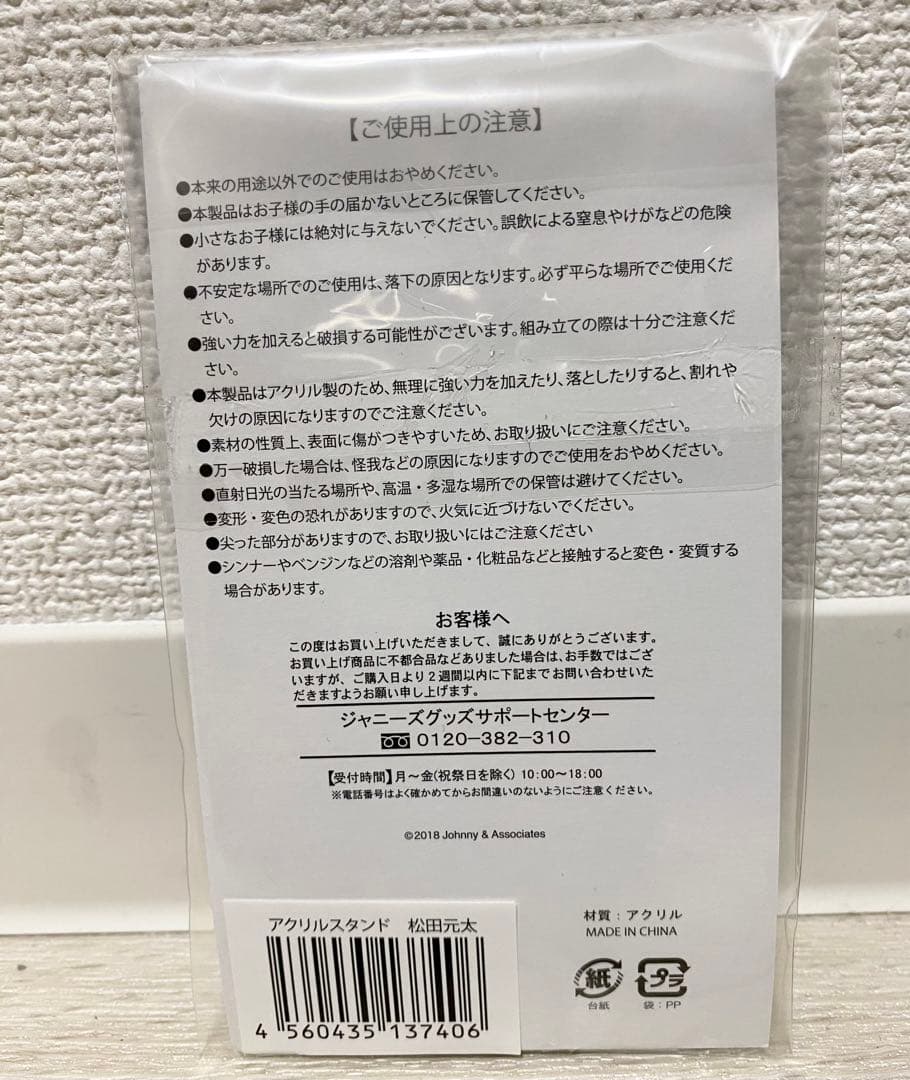 【ご使用上の注意】
●本来の用途以外でのご使用はおやめください。
●本製品はお子様の手の届かないところに保管してください。
●小さなお子様には絶対に与えないでください。誤飲による窒息やけがなどの危険
があります。
●不安定な場所でのご使用は、落下の原因となります。必ず平らな場所でご使用くだ
さい。
●強い力を加えると破損する可能性がございます。組み立ての際は十分ご注意くだ
さい。
●本製品はアクリル製のため、無理に強い力を加えたり、落としたりすると、割れや
欠けの原因になりますのでご注意ください。
●素材の性質上、表面に傷がつきやすいため、お取り扱いにご注意ください。
●万一破損した場合は、怪我などの原因になりますのでご使用をおやめください。
●直射日光の当たる場所や、高温・多湿な場所での保管は避けてください。
●変形・変色の恐れがありますので、火気に近づけないでください。
●尖った部分がありますので、お取り扱いにはご注意ください
●シンナーやベンジンなどの溶剤や薬品・化粧品などと接触すると変色・変質する
場合があります。
お客様へ
この度はお買い上げいただきまして、誠にありがとうございます。
お買い上げ商品に不都合品などありました場合は、お手数ではござ
いますが、ご購入日より2週間以内に下記までお問い合わせいた
だきますようお願い申し上げます。
ジャニーズグッズサポートセンター
0120-382-310
【受付時間】月～金(祝祭日を除く) 10:00～18:00
※電話番号はよく確かめてからお間違いのないようにご注意ください。
©2018 Johnny & Associates
アクリルスタンド 松田元太
4 560435 137406
材質：アクリル
MADE IN CHINA
紙 プラ
台紙 袋：PP